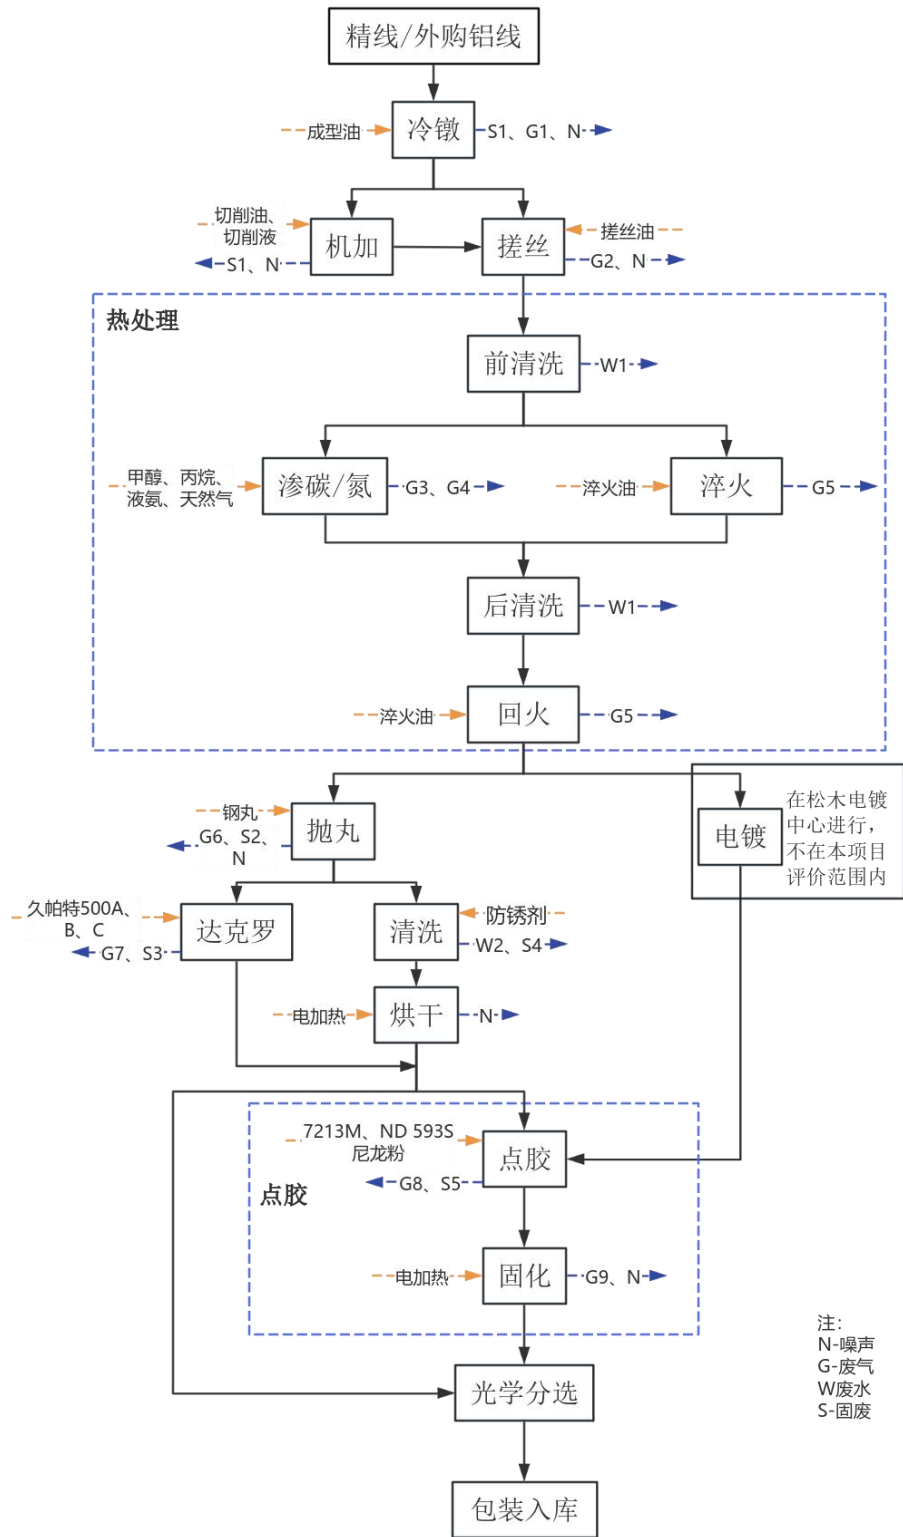 精线/外购铝线
成型油
冷镦
S1、G1、N
切削油、
切削液
机加
S1、N
搓丝
搓丝油
G2、N
热处理
前清洗
W1
甲醇、丙烷、
液氨、天然气
渗碳/氮
G3、G4
淬火油
淬火
G5
后清洗
W1
淬火油
回火
G5
钢丸
抛丸
G6、S2、
N
电镀
在松木电镀
中心进行，
不在本项目
评价范围内
久帕特500A、
B、C
达克罗
G7、S3
清洗
防锈剂
W2、S4
电加热
烘干
N
7213M、ND 593S
尼龙粉
点胶
G8、S5
点胶
电加热
固化
G9、N
光学分选
包装入库
注：
N-噪声
G-废气
W废水
S-固废